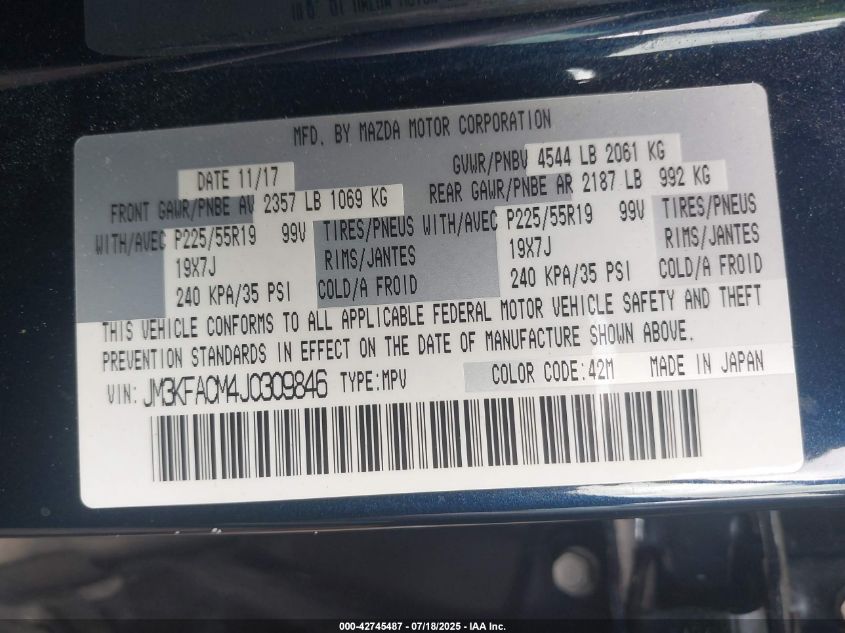 MFD. BY MAZDA MOTOR CORPORATION
DATE 11/17 GVWR/PNBV 4544 LB 2061 KG
FRONT GAWR/PNBE AV 2357 LB 1069 KG REAR GAWR/PNBE AR 2187 LB 992 KG
WITH/AVEC P225/55R19 99V TIRES/PNEUS WITH/AVEC P225/55R19 99V TIRES/PNEUS
19X7J RIMS/JANTES 19X7J RIMS/JANTES
240 KPA/35 PSI COLD/A FROID 240 KPA/35 PSI COLD/A FROID
THIS VEHICLE CONFORMS TO ALL APPLICABLE FEDERAL MOTOR VEHICLE SAFETY AND THEFT
PREVENTION STANDARDS IN EFFECT ON THE DATE OF MANUFACTURE SHOWN ABOVE.
VIN: JM3KFACM4J0309846 TYPE:MPV COLOR CODE:42M MADE IN JAPAN
000-42745487 - 07/18/2025 - IAA Inc.